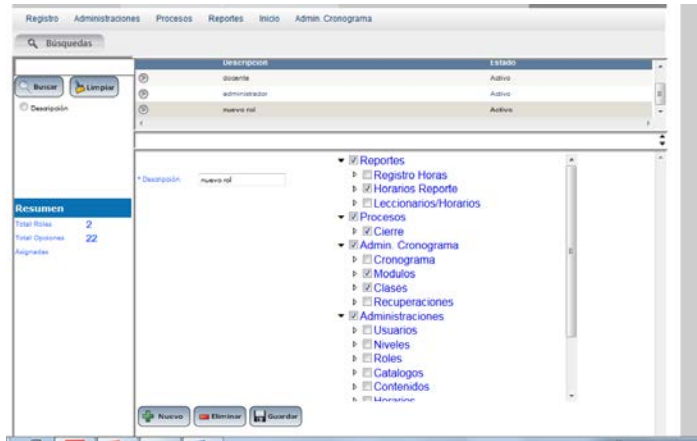 Registro Administraciones Procesos Reportes Inicio Admin. Cronograma
Búsquedas
Descripcion Estado
Buscar Limpiar
docente Activo
administrador Activo
nuevo rol Activo
Descripción
* Descripción nuevo rol
Resumen
Total Roles 2
Total Opciones 22
Asignadas
Reportes
Registro Horas
Horarios Reporte
Leccionarios/Horarios
Procesos
Cierre
Admin. Cronograma
Cronograma
Modulos
Clases
Recuperaciones
Administraciones
Usuarios
Niveles
Roles
Catalogos
Contenidos
Horarios
Nuevo Eliminar Guardar